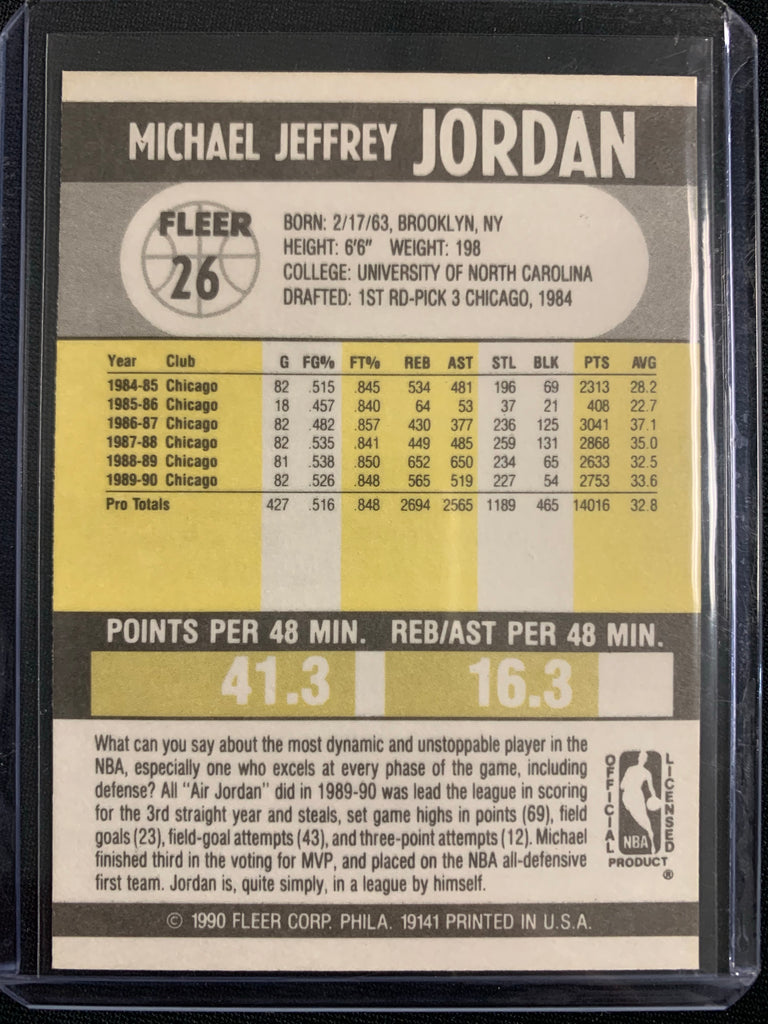 MICHAEL JEFFREY JORDAN
FLEER
26
BORN: 2/17/63, BROOKLYN, NY
HEIGHT: 6'6" WEIGHT: 198
COLLEGE: UNIVERSITY OF NORTH CAROLINA
DRAFTED: 1ST RD-PICK 3 CHICAGO, 1984
Year Club G FG% FT% REB AST STL BLK PTS AVG
1984-85 Chicago 82 .515 .845 534 481 196 69 2313 28.2
1985-86 Chicago 18 .457 .840 64 53 37 21 408 22.7
1986-87 Chicago 82 .482 .857 430 377 236 125 3041 37.1
1987-88 Chicago 82 .535 .841 449 485 259 131 2868 35.0
1988-89 Chicago 81 .538 .850 652 650 234 65 2633 32.5
1989-90 Chicago 82 .526 .848 565 519 227 54 2753 33.6
Pro Totals 427 .516 .848 2694 2565 1189 465 14016 32.8
POINTS PER 48 MIN. REB/AST PER 48 MIN.
41.3 16.3
What can you say about the most dynamic and unstoppable player in the
NBA, especially one who excels at every phase of the game, including
defense? All "Air Jordan" did in 1989-90 was lead the league in scoring
for the 3rd straight year and steals, set game highs in points (69), field
goals (23), field-goal attempts (43), and three-point attempts (12). Michael
finished third in the voting for MVP, and placed on the NBA all-defensive
first team. Jordan is, quite simply, in a league by himself.
OFFICIAL
LICENSED
NBA
PRODUCT
®
© 1990 FLEER CORP. PHILA. 19141 PRINTED IN U.S.A.